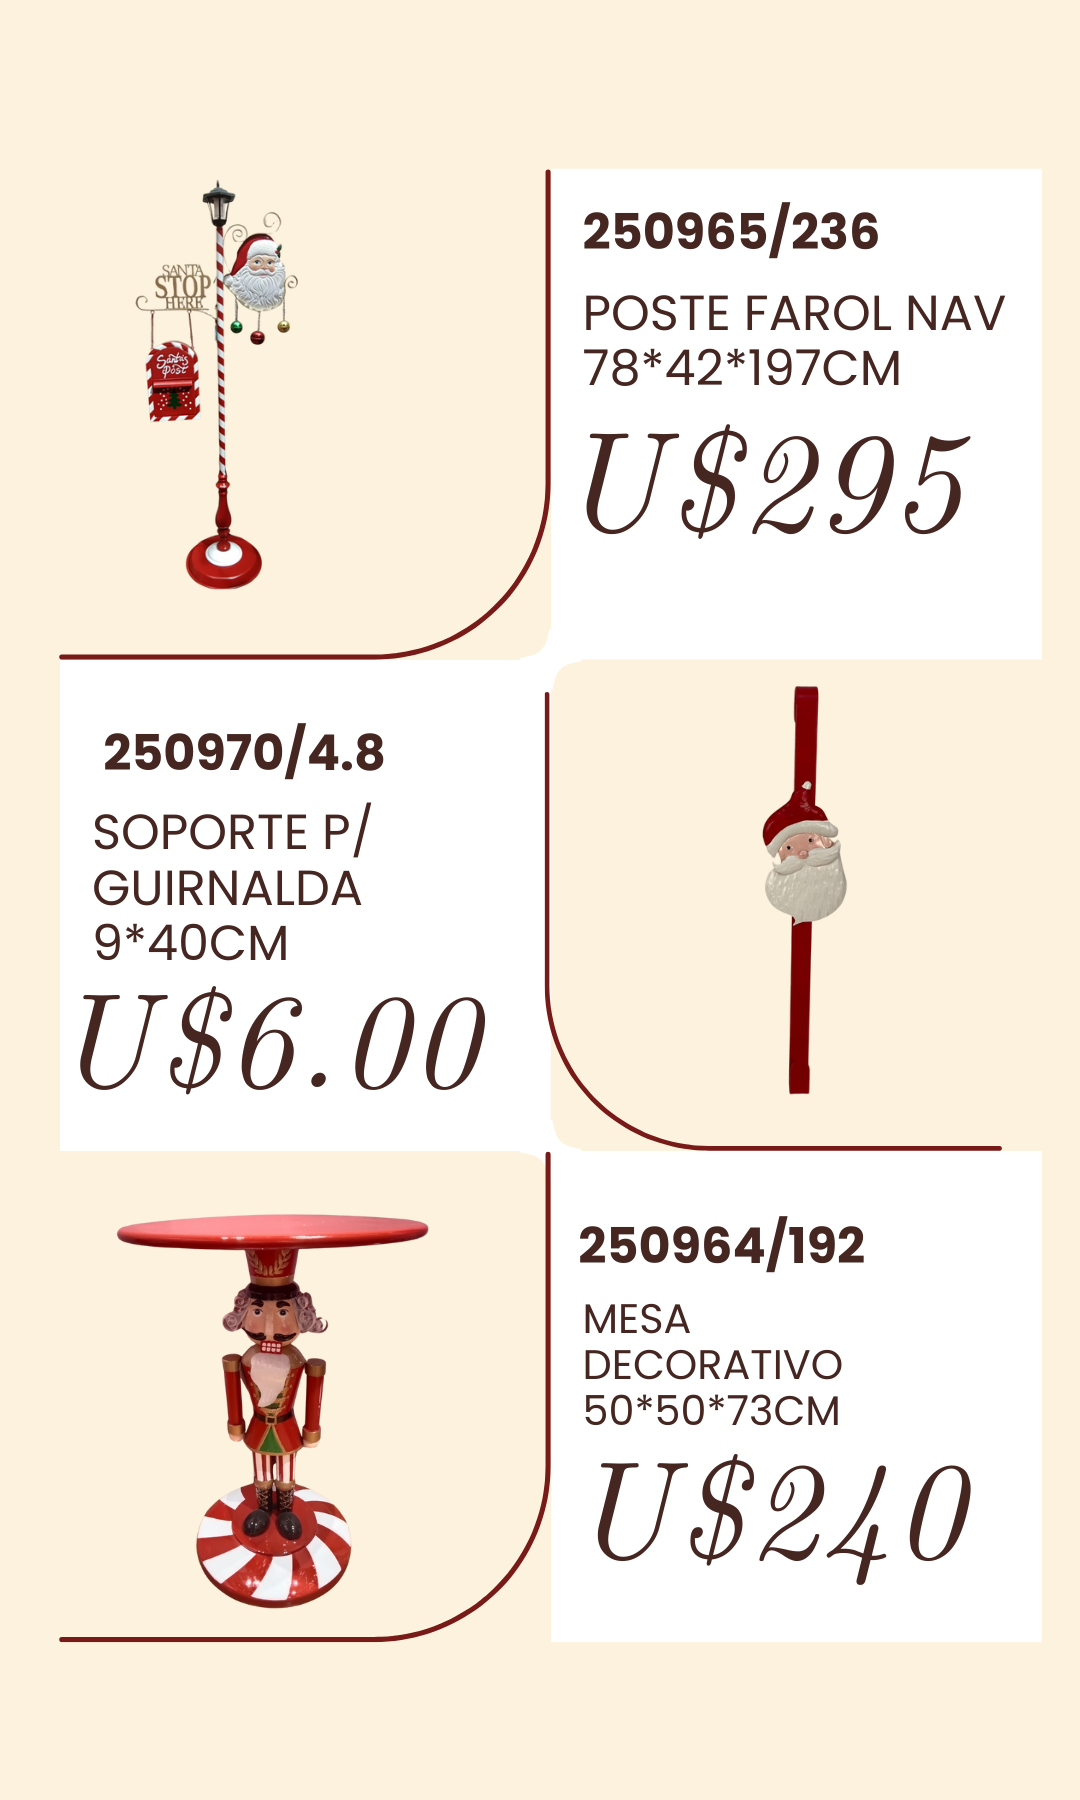 250965/236
POSTE FAROL NAV
78*42*197CM
U$295
SANTA
STOP
HERE
Santa's
Post
250970/4.8
SOPORTE P/
GUIRNALDA
9*40CM
U$6.00
250964/192
MESA
DECORATIVO
50*50*73CM
U$240